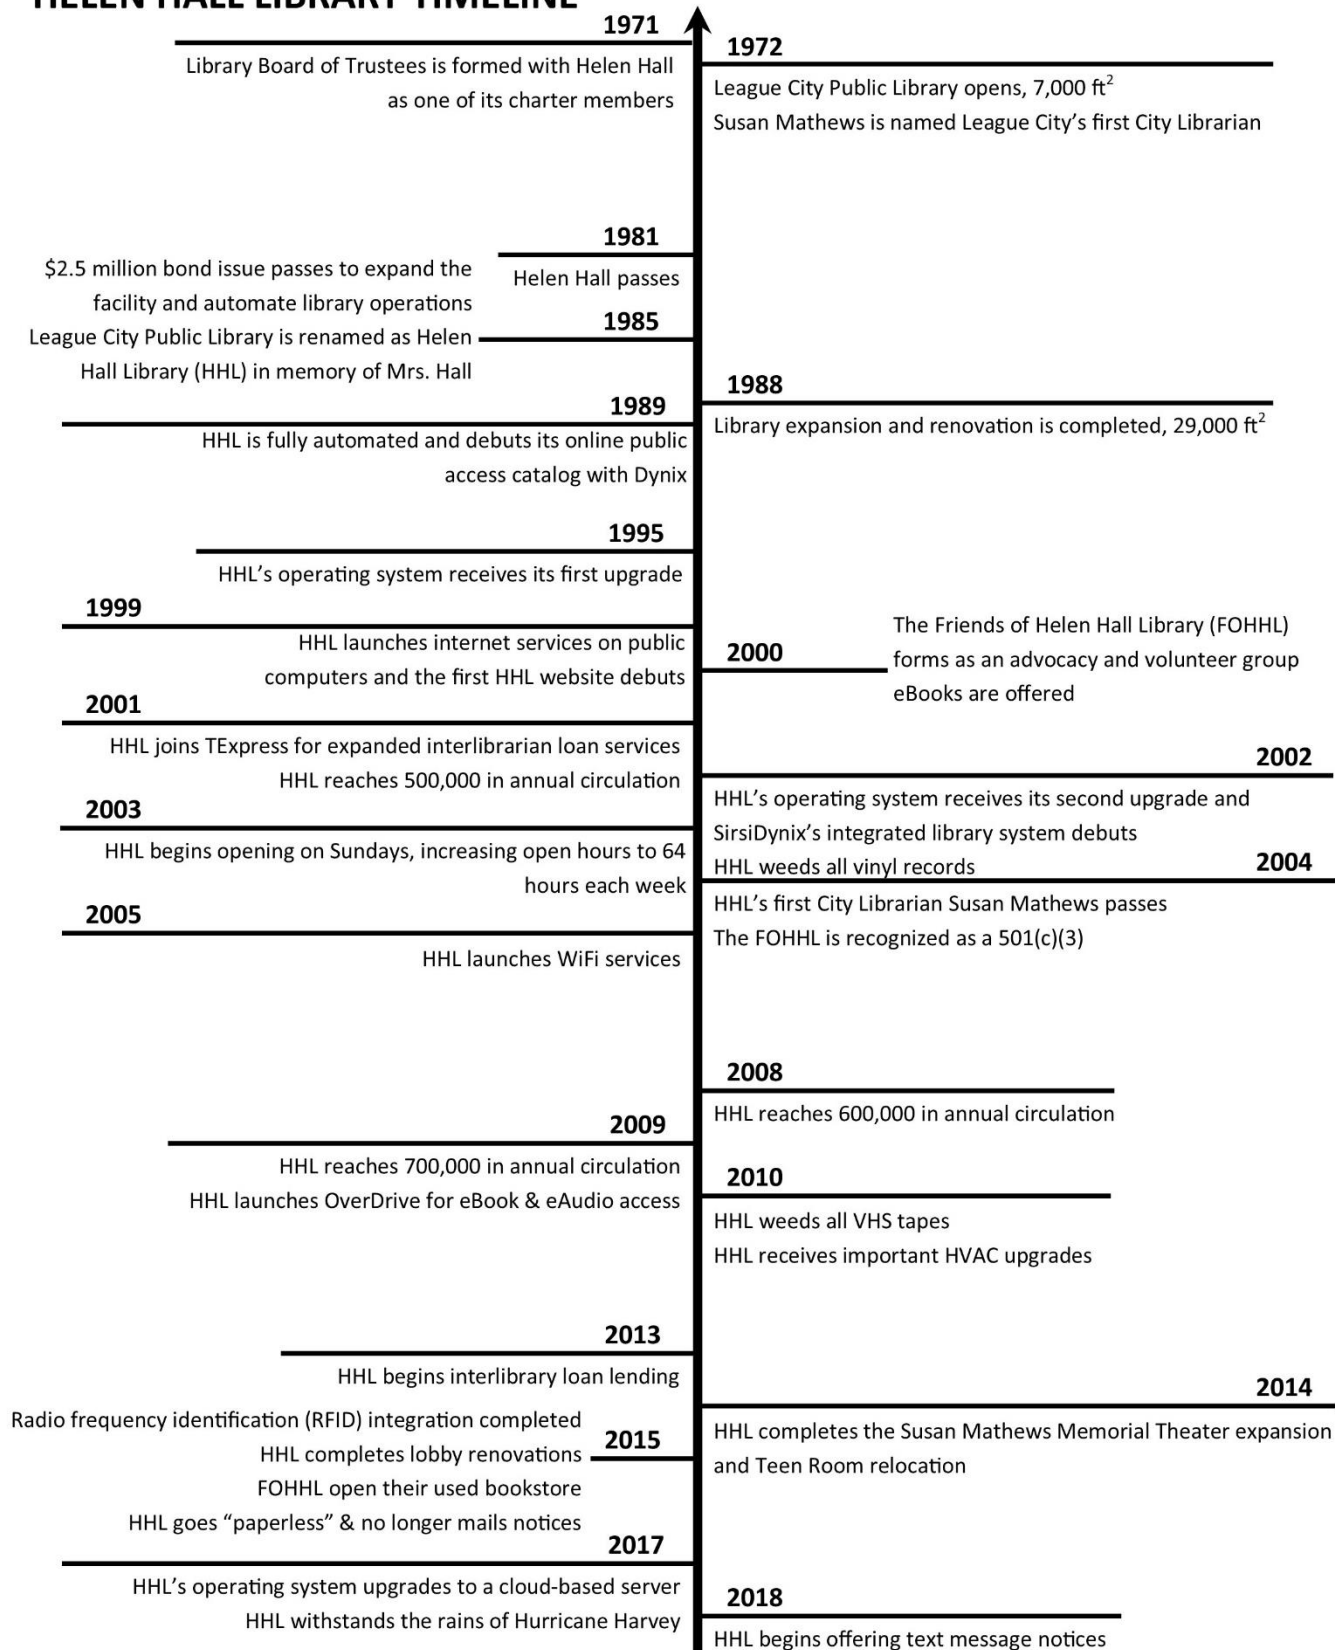 HELEN HALL LIBRARY TIMELINE
1971
Library Board of Trustees is formed with Helen Hall
as one of its charter members
1972
League City Public Library opens, 7,000 ft²
Susan Mathews is named League City’s first City Librarian
1981
Helen Hall passes
$2.5 million bond issue passes to expand the
facility and automate library operations
1985
League City Public Library is renamed as Helen
Hall Library (HHL) in memory of Mrs. Hall
1988
Library expansion and renovation is completed, 29,000 ft²
1989
HHL is fully automated and debuts its online public
access catalog with Dynix
1995
HHL’s operating system receives its first upgrade
1999
HHL launches internet services on public
computers and the first HHL website debuts
2000
The Friends of Helen Hall Library (FOHHL)
forms as an advocacy and volunteer group
eBooks are offered
2001
HHL joins TExpress for expanded interlibrarian loan services
HHL reaches 500,000 in annual circulation
2002
HHL’s operating system receives its second upgrade and
SirsiDynix’s integrated library system debuts
HHL weeds all vinyl records
2003
HHL begins opening on Sundays, increasing open hours to 64
hours each week
2004
HHL’s first City Librarian Susan Mathews passes
The FOHHL is recognized as a 501(c)(3)
2005
HHL launches WiFi services
2008
HHL reaches 600,000 in annual circulation
2009
HHL reaches 700,000 in annual circulation
HHL launches OverDrive for eBook & eAudio access
2010
HHL weeds all VHS tapes
HHL receives important HVAC upgrades
2013
HHL begins interlibrary loan lending
2014
HHL completes the Susan Mathews Memorial Theater expansion
and Teen Room relocation
2015
Radio frequency identification (RFID) integration completed
HHL completes lobby renovations
FOHHL open their used bookstore
HHL goes “paperless” & no longer mails notices
2017
HHL’s operating system upgrades to a cloud-based server
HHL withstands the rains of Hurricane Harvey
2018
HHL begins offering text message notices